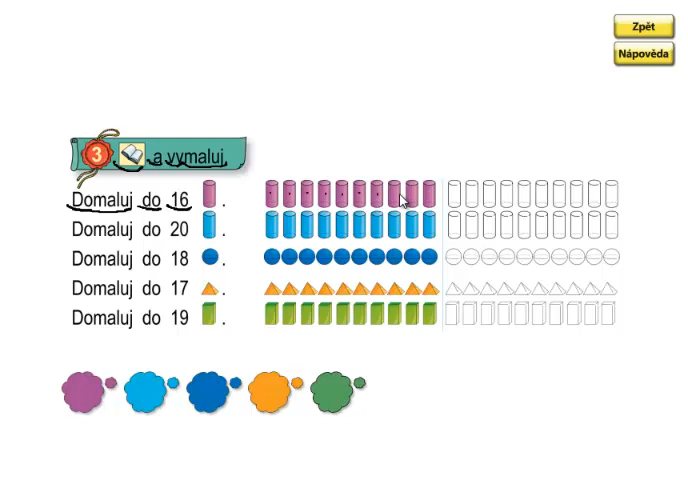 Zpět
Nápověda
3 a vymaluj.
Domaluj do 16 .
Domaluj do 20 .
Domaluj do 18 .
Domaluj do 17 .
Domaluj do 19 .